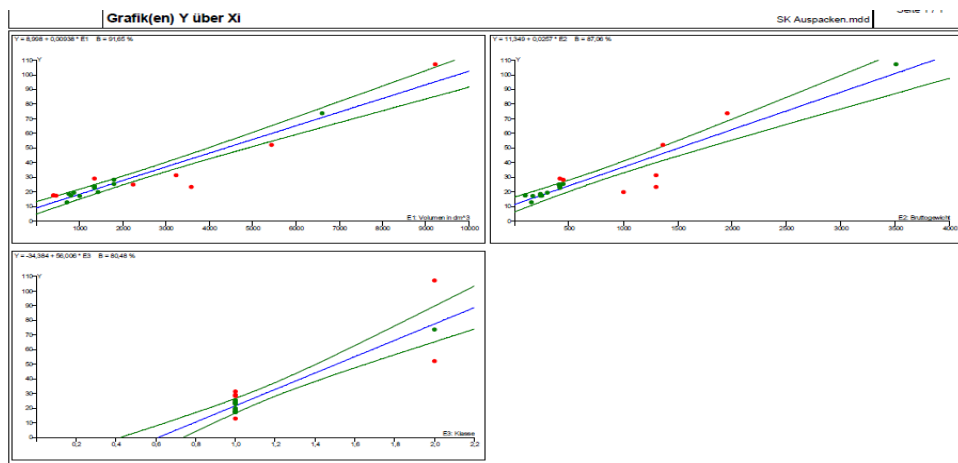 Grafik(en) Y über Xi
SK Auspacken.mdd
Y = 8,998 + 0,00938 * E1 B = 91,65 %
110 Y
100
90
80
70
60
50
40
30
20
10
0
1000 2000 3000 4000 5000 6000 7000 8000 9000 10000
E1: Volumen in dm^3
Y = 11,349 + 0,0257 * E2 B = 87,06 %
110 Y
100
90
80
70
60
50
40
30
20
10
0
500 1000 1500 2000 2500 3000 3500 4000
E2: Bruttogewicht
Y = -34,384 + 56,006 * E3 B = 80,48 %
110 Y
100
90
80
70
60
50
40
30
20
10
0
0,2 0,4 0,6 0,8 1,0 1,2 1,4 1,6 1,8 2,0 2,2
E3: Klasse